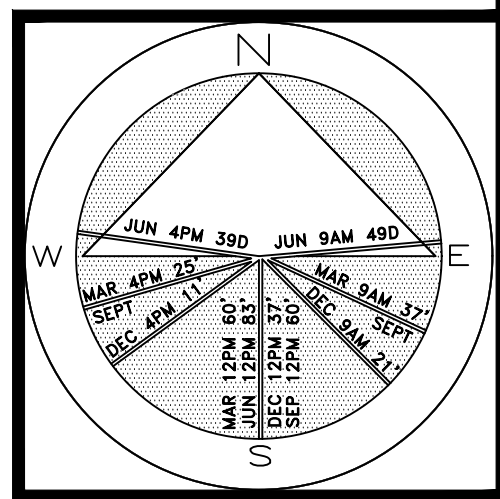 N
JUN 4PM 39D
JUN 9AM 49D
W
E
MAR 4PM 25'
SEPT
MAR 9AM 37'
SEPT
DEC 4PM 11'
DEC 9AM 21'
MAR 12PM 60'
JUN 12PM 83'
DEC 12PM 37'
SEP 12PM 60'
S